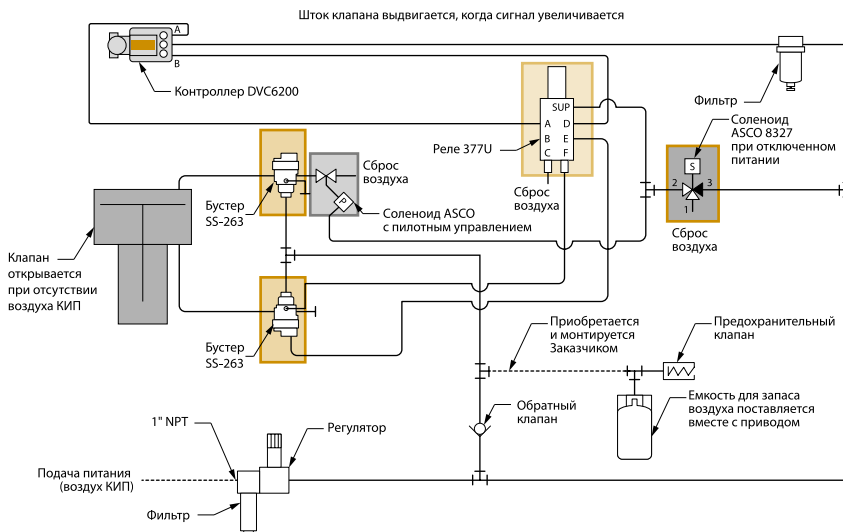 Шток клапана выдвигается, когда сигнал увеличивается
A
B
Контроллер DVC6200
Фильтр
SUP
A
D
B
E
C
F
Реле 377U
Сброс
воздуха
Соленоид
ASCO 8327
при отключенном
питании
S
2
3
1
Сброс
воздуха
Бустер
SS-263
Сброс
воздуха
P
Соленоид ASCO
с пилотным управлением
Клапан
открывается
при отсутствии
воздуха КИП
Бустер
SS-263
Приобретается
и монтируется
Заказчиком
Предохранительный
клапан
Емкость для запаса
воздуха поставляется
вместе с приводом
Обратный
клапан
1" NPT
Регулятор
Подача питания
(воздух КИП)
Фильтр